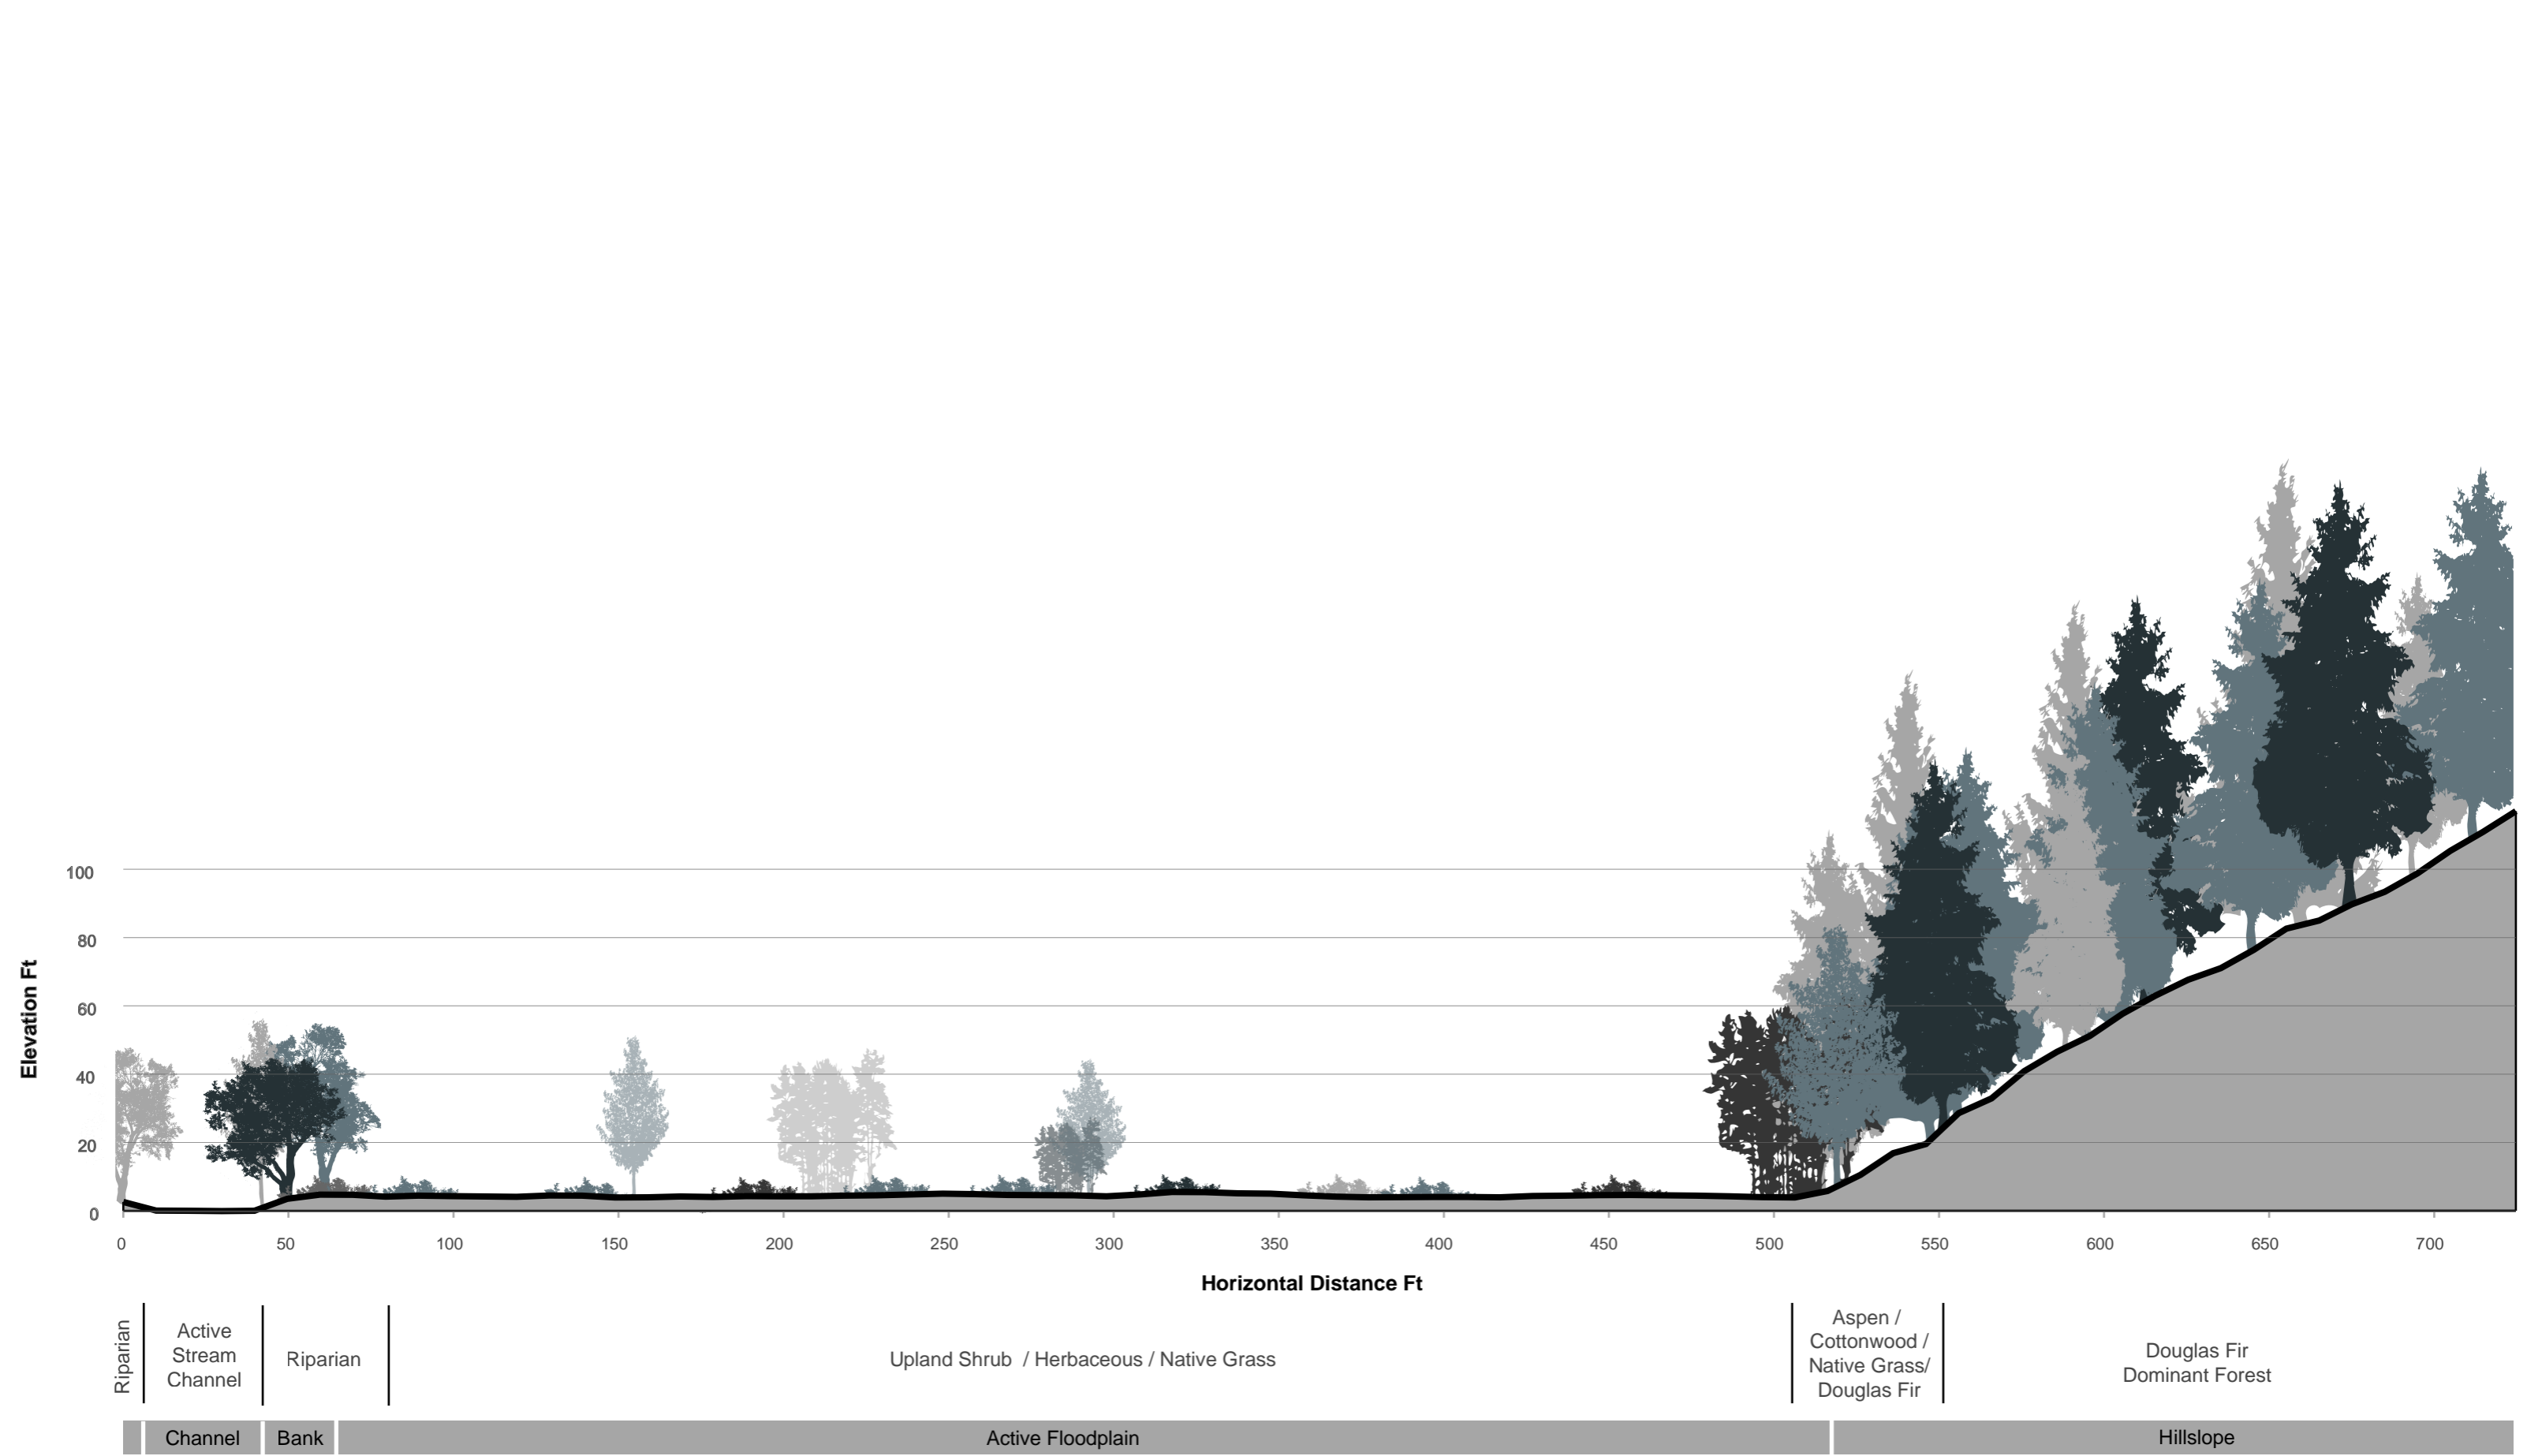 100
80
60
40
20
0
Elevation Ft
0 50 100 150 200 250 300 350 400 450 500 550 600 650 700
Horizontal Distance Ft
Riparian
Active
Stream
Channel
Riparian
Upland Shrub / Herbaceous / Native Grass
Aspen /
Cottonwood /
Native Grass/
Douglas Fir
Douglas Fir
Dominant Forest
Channel
Bank
Active Floodplain
Hillslope